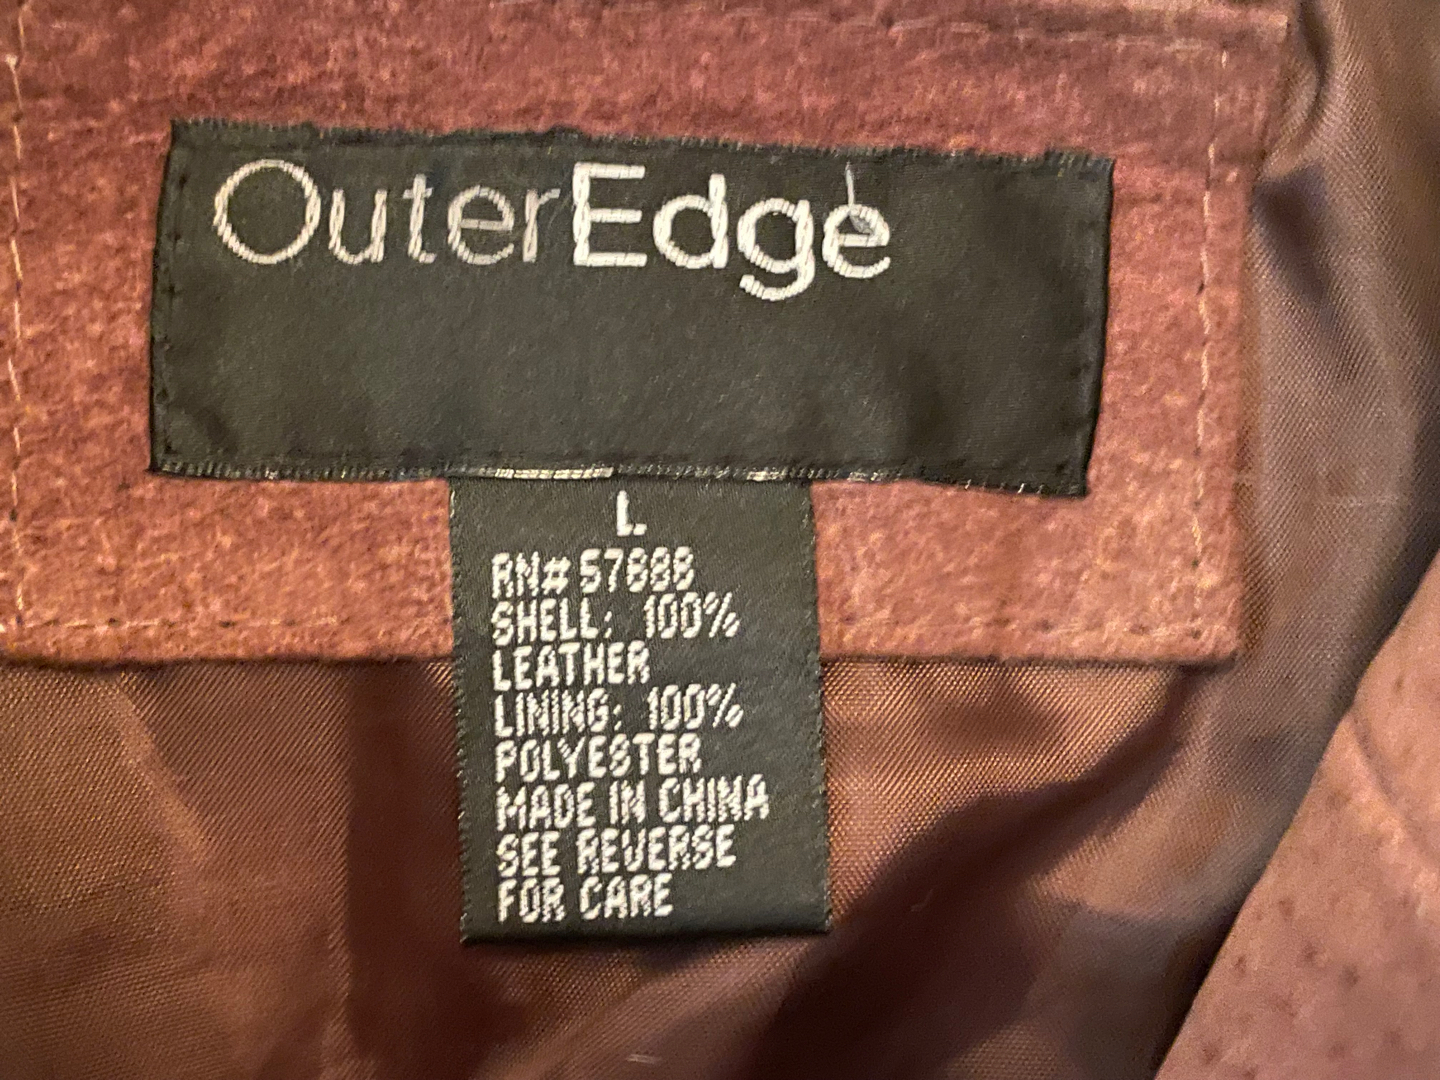 OuterEdge
L
RN# 57888
SHELL: 100%
LEATHER
LINING: 100%
POLYESTER
MADE IN CHINA
SEE REVERSE
FOR CARE